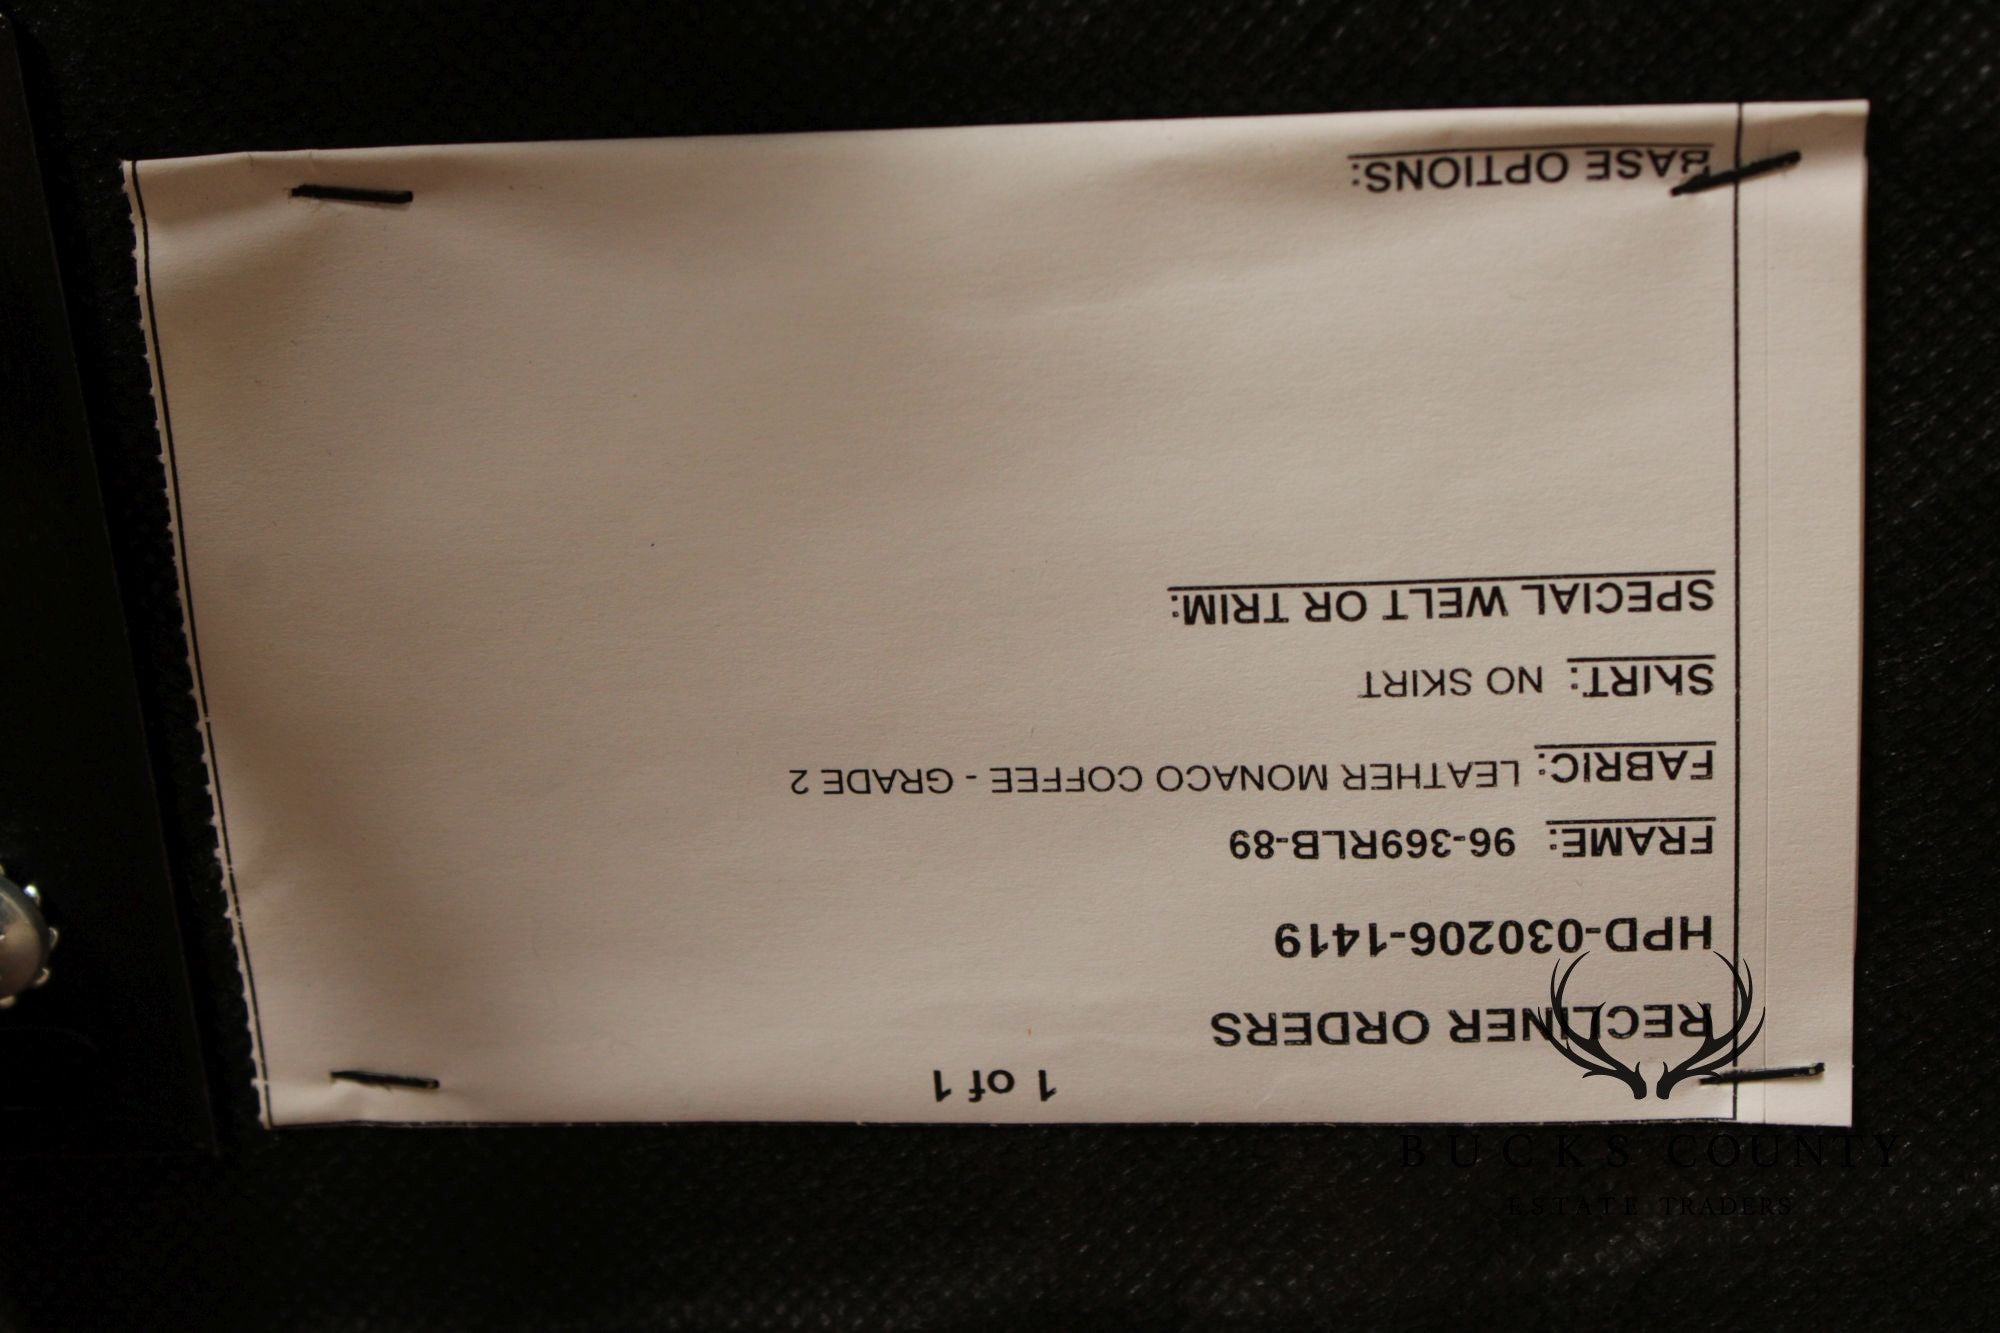 1 of 1
RECLINER ORDERS
HPD-030206-1419
FRAME: 96-369RLB-89
FABRIC: LEATHER MONACO COFFEE - GRADE 2
SKIRT: NO SKIRT
SPECIAL WELT OR TRIM:
BASE OPTIONS:
BUCKS COUNTY
ESTATE TRADERS